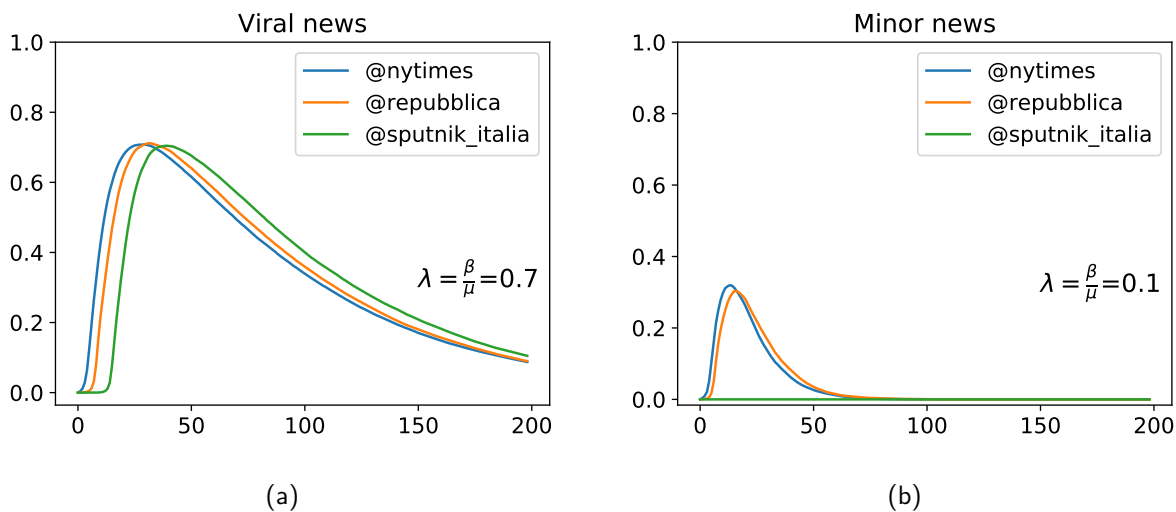 Viral news
1.0
0.8
0.6
0.4
0.2
0.0
@nytimes
@repubblica
@sputnik_italia
λ = β/μ =0.7
0 50 100 150 200
(a)
Minor news
1.0
0.8
0.6
0.4
0.2
0.0
@nytimes
@repubblica
@sputnik_italia
λ = β/μ =0.1
0 50 100 150 200
(b)